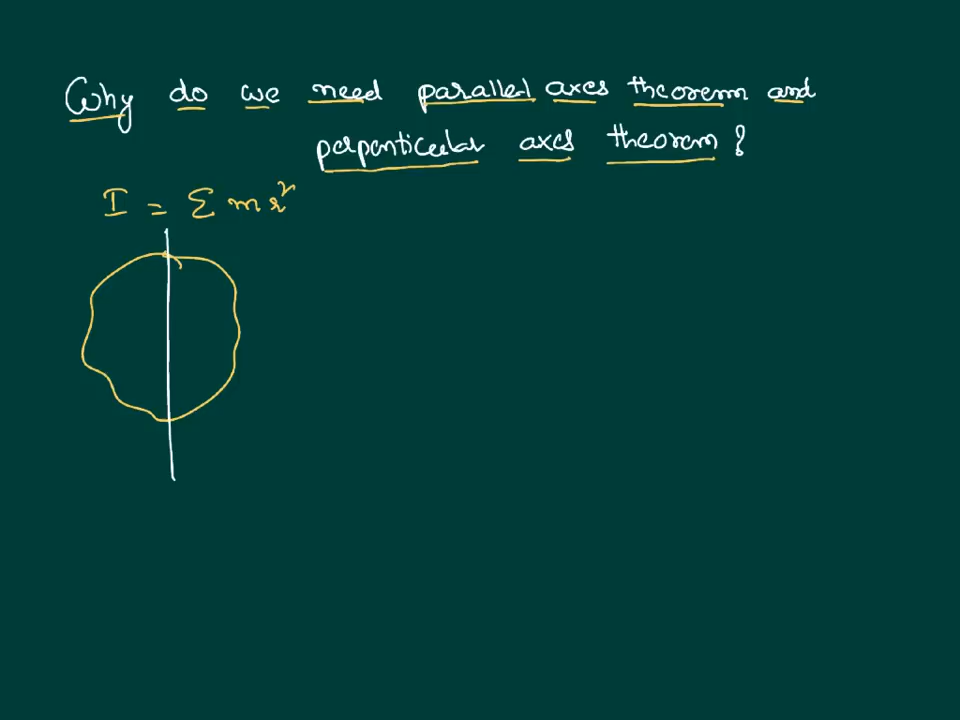 Why do we need parallel axes theorem and
perpenticular axes theorem?
I = Σ mr²